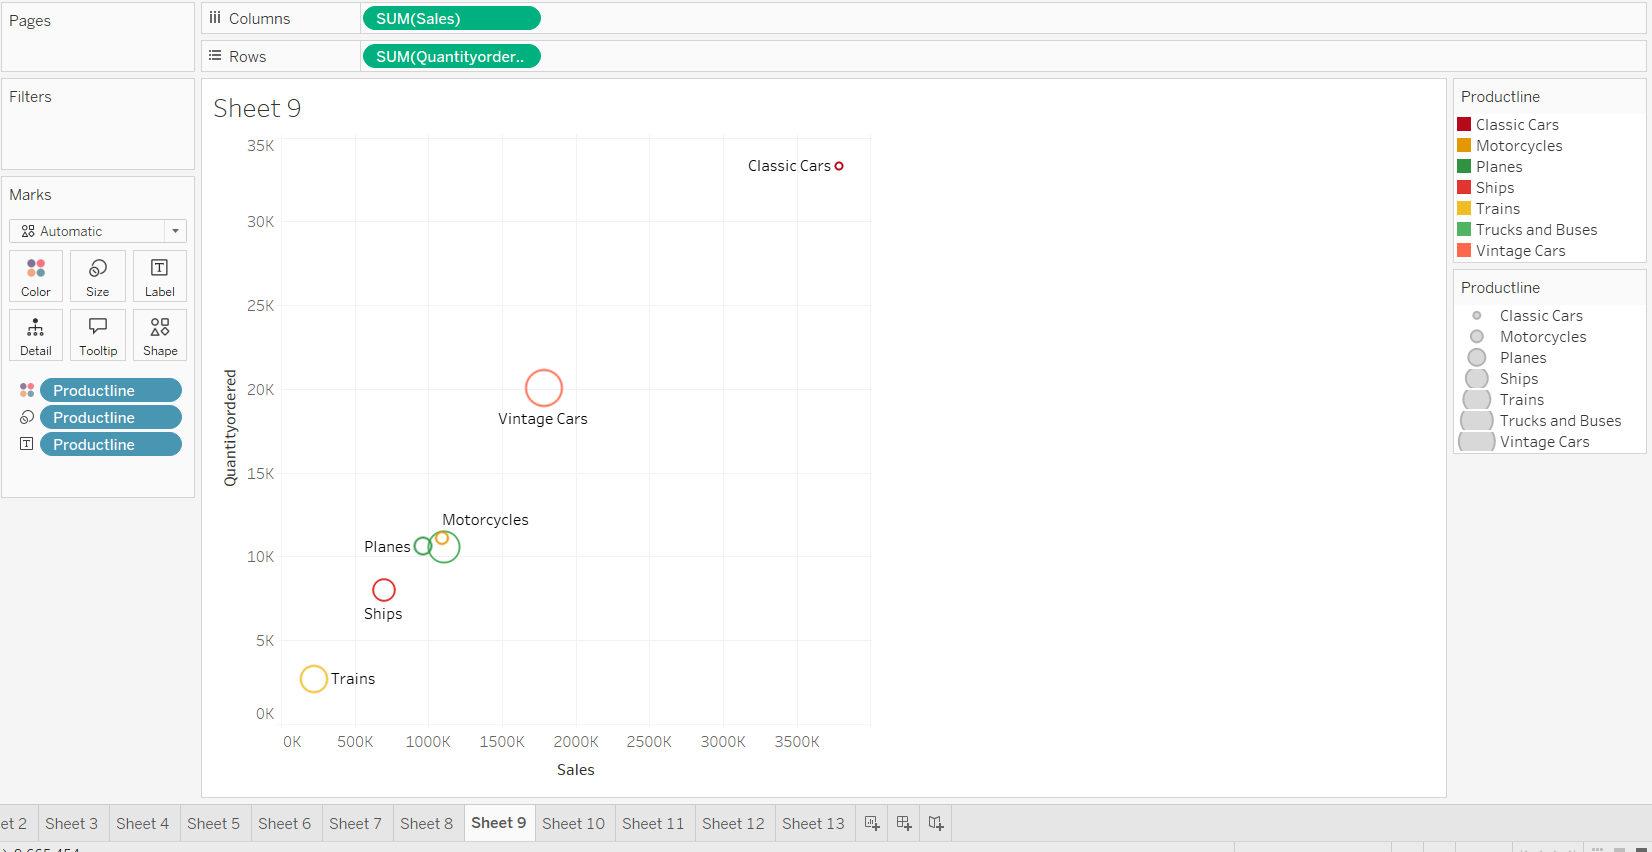 Pages
Columns
SUM(Sales)
Rows
SUM(Quantityorder..
Filters
Marks
Automatic
Color
Size
Label
Detail
Tooltip
Shape
Productline
Productline
Productline
Sheet 9
35K
30K
25K
20K
15K
10K
5K
0K
Quantityordered
Classic Cars
Vintage Cars
Motorcycles
Planes
Ships
Trains
0K 500K 1000K 1500K 2000K 2500K 3000K 3500K
Sales
Productline
Classic Cars
Motorcycles
Planes
Ships
Trains
Trucks and Buses
Vintage Cars
Productline
Classic Cars
Motorcycles
Planes
Ships
Trains
Trucks and Buses
Vintage Cars
et 2 Sheet 3 Sheet 4 Sheet 5 Sheet 6 Sheet 7 Sheet 8 Sheet 9 Sheet 10 Sheet 11 Sheet 12 Sheet 13